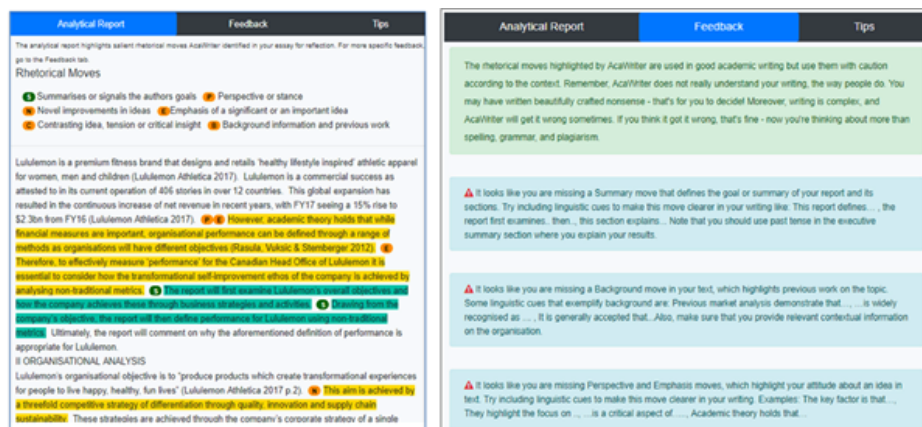 Analytical Report Feedback Tips
The analytical report highlights salient rhetorical moves AcaWriter identified in your essay for reflection. For more specific feedback,
go to the Feedback tab.
Rhetorical Moves
S Summarises or signals the authors goals P Perspective or stance
N Novel improvements in ideas E Emphasis of a significant or an important idea
C Contrasting idea, tension or critical insight B Background information and previous work
Lululemon is a premium fitness brand that designs and retails 'healthy lifestyle inspired' athletic apparel
for women, men and children (Lululemon Athletica 2017). Lululemon is a commercial success as
attested to in its current operation of 406 stories in over 12 countries. This global expansion has
resulted in the continuous increase of net revenue in recent years, with FY17 seeing a 15% rise to
$2.3bn from FY16 (Lululemon Athletica 2017). P E However, academic theory holds that while
financial measures are important, organisational performance can be defined through a range of
methods as organisations will have different objectives (Rasula, Vuksic & Stemberger 2012). E
Therefore, to effectively measure 'performance' for the Canadian Head Office of Lululemon it is
essential to consider how the transformational self-improvement ethos of the company is achieved by
analysing non-traditional metrics. S The report will first examine Lululemon's overall objectives and
how the company achieves these through business strategies and activities. S Drawing from the
company's objective, the report will then define performance for Lululemon using non-traditional
metrics. Ultimately, the report will comment on why the aforementioned definition of performance is
appropriate for Lululemon.
II ORGANISATIONAL ANALYSIS
Lululemon's organisational objective is to "produce products which create transformational experiences
for people to live happy, healthy, fun lives" (Lululemon Athletica 2017 p.2). N This aim is achieved by
a threefold competitive strategy of differentiation through quality, innovation and supply chain
sustainability. These strategies are achieved through the company's corporate strategy of a single
Analytical Report Feedback Tips
The rhetorical moves highlighted by AcaWriter are used in good academic writing but use them with caution
according to the context. Remember, AcaWriter does not really understand your writing, the way people do. You
may have written beautifully crafted nonsense - that's for you to decide! Moreover, writing is complex, and
AcaWriter will get it wrong sometimes. If you think it got it wrong, that's fine - now you're thinking about more than
spelling, grammar, and plagiarism.
It looks like you are missing a Summary move that defines the goal or summary of your report and its
sections. Try including linguistic cues to make this move clearer in your writing like: This report defines... , the
report first examines.. then.., this section explains... Note that you should use past tense in the executive
summary section where you explain your results.
It looks like you are missing a Background move in your text, which highlights previous work on the topic.
Some linguistic cues that exemplify background are: Previous market analysis demonstrate that..., ...is widely
recognised as ... , It is generally accepted that...Also, make sure that you provide relevant contextual information
on the organisation.
It looks like you are missing Perspective and Emphasis moves, which highlight your attitude about an idea in
text. Try including linguistic cues to make this move clearer in your writing. Examples: The key factor is that...,
They highlight the focus on .., ...is a critical aspect of....., Academic theory holds that...